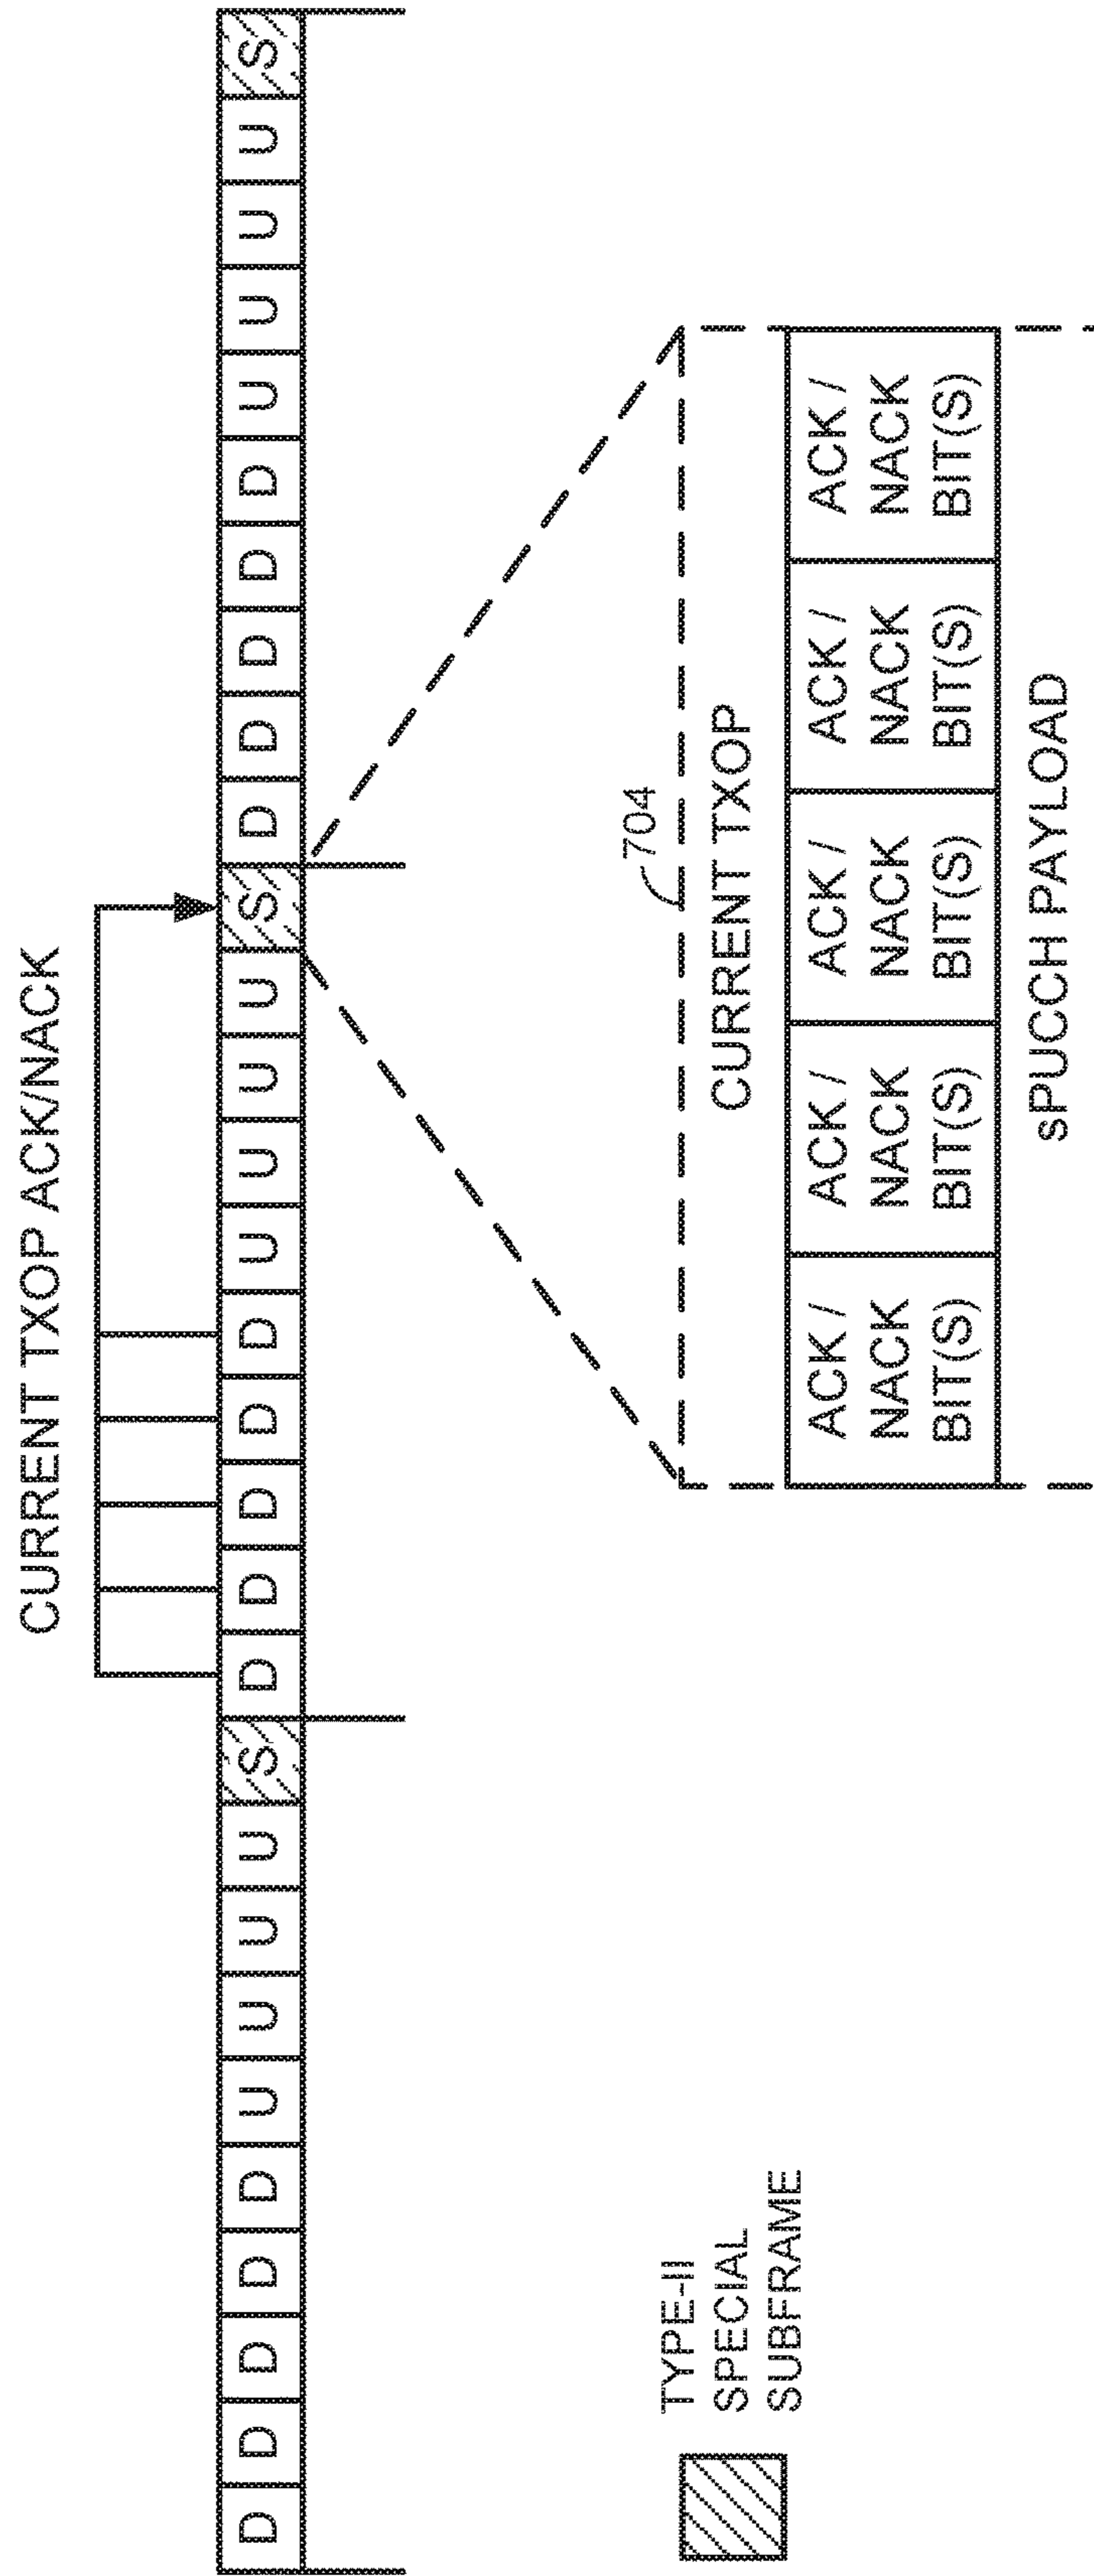 CURRENT TXOP ACK/NACK
D D D D D U U U U S D D D D D U U U U S D D D D D U U U U S
704
CURRENT TXOP
ACK / NACK BIT(S)
ACK / NACK BIT(S)
ACK / NACK BIT(S)
ACK / NACK BIT(S)
ACK / NACK BIT(S)
sPUCCH PAYLOAD
TYPE-II
SPECIAL
SUBFRAME